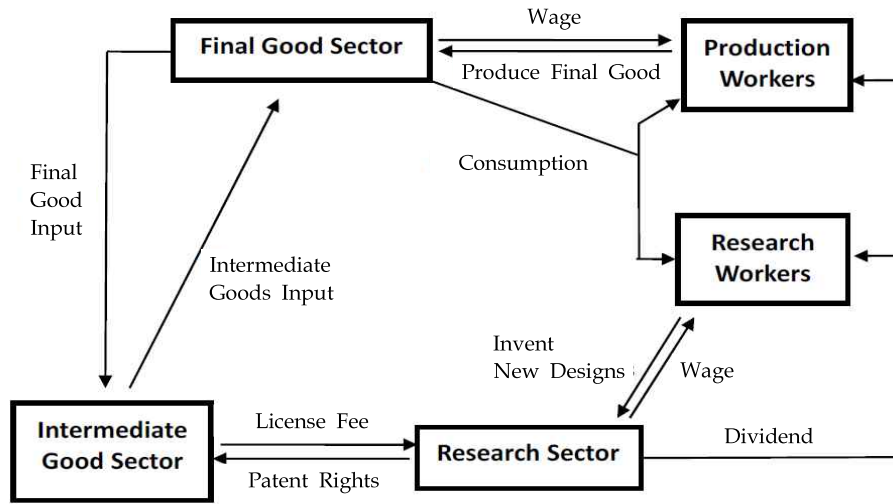 Final Good Sector
Wage
Produce Final Good
Production
Workers
Consumption
Final
Good
Input
Intermediate
Goods Input
Research
Workers
Invent
New Designs
Wage
Intermediate
Good Sector
License Fee
Patent Rights
Research Sector
Dividend